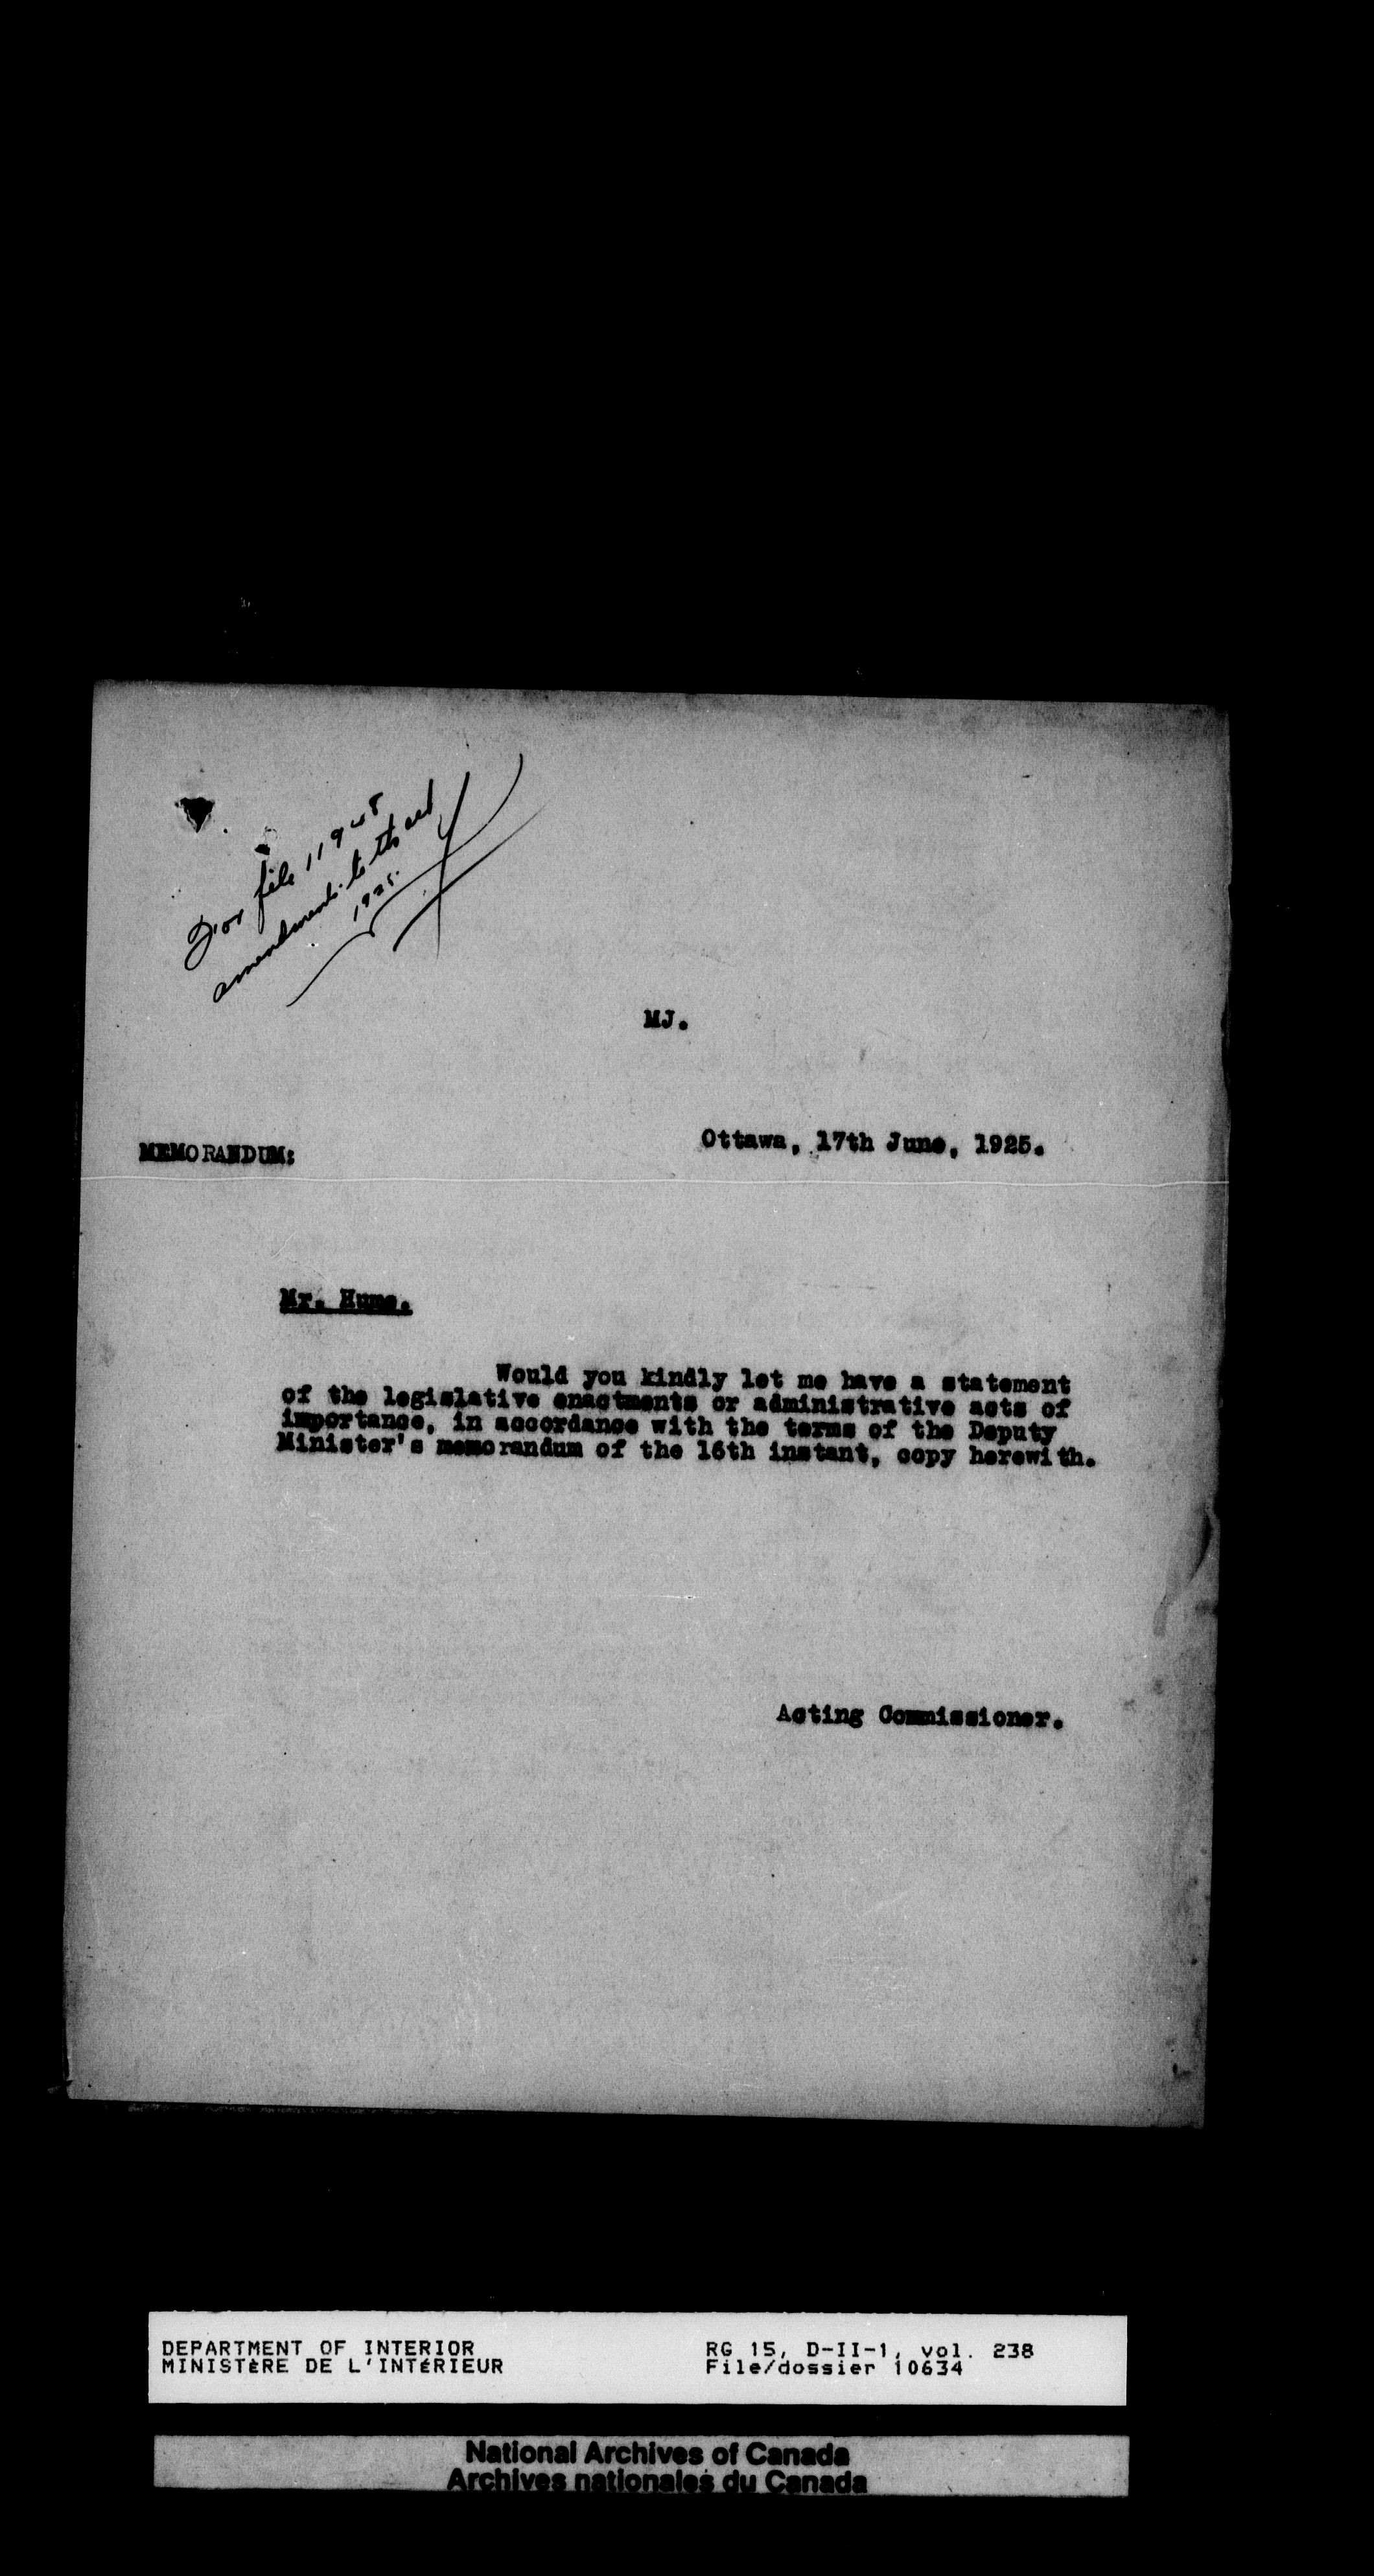 For file 119
amendment to the act
1925.
MJ.
MEMORANDUM:
Ottawa, 17th June, 1925.
Mr. Hume.
Would you kindly let me have a statement
of the legislative enactments or administrative acts of
importance, in accordance with the terms of the Deputy
Minister's memorandum of the 16th instant, copy herewith.
Acting Commissioner.
DEPARTMENT OF INTERIOR
MINISTÈRE DE L'INTÉRIEUR
RG 15, D-II-1, vol. 238
File/dossier 10634
National Archives of Canada
Archives nationales du Canada